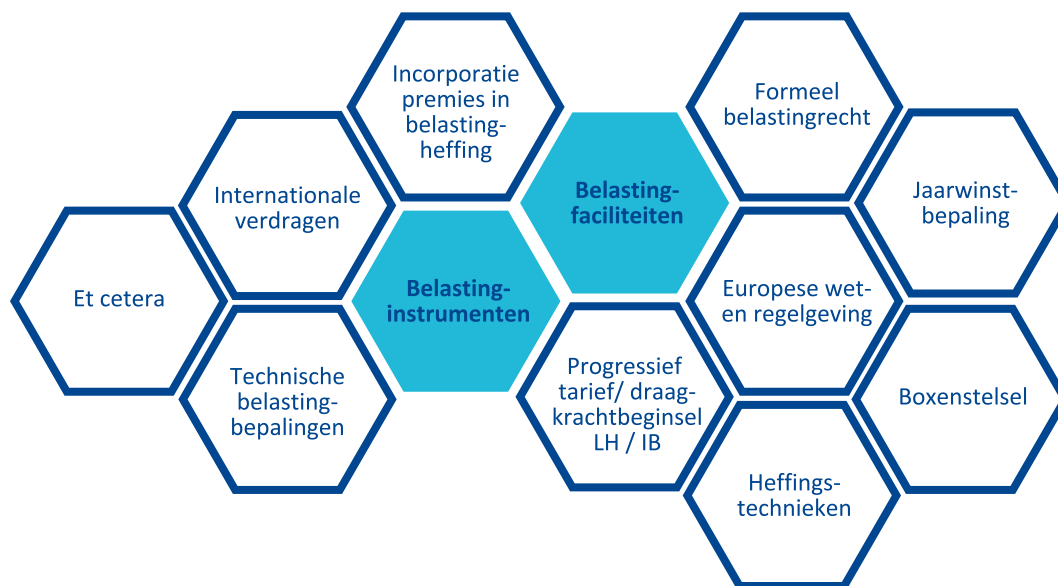 Incorporatie
premies in
belasting-
heffing
Formeel
belastingrecht
Internationale
verdragen
Belasting-
faciliteiten
Jaarwinst-
bepaling
Et cetera
Belasting-
instrumenten
Europese wet-
en regelgeving
Technische
belasting-
bepalingen
Progressief
tarief/ draag-
krachtbeginsel
LH / IB
Boxenstelsel
Heffings-
technieken